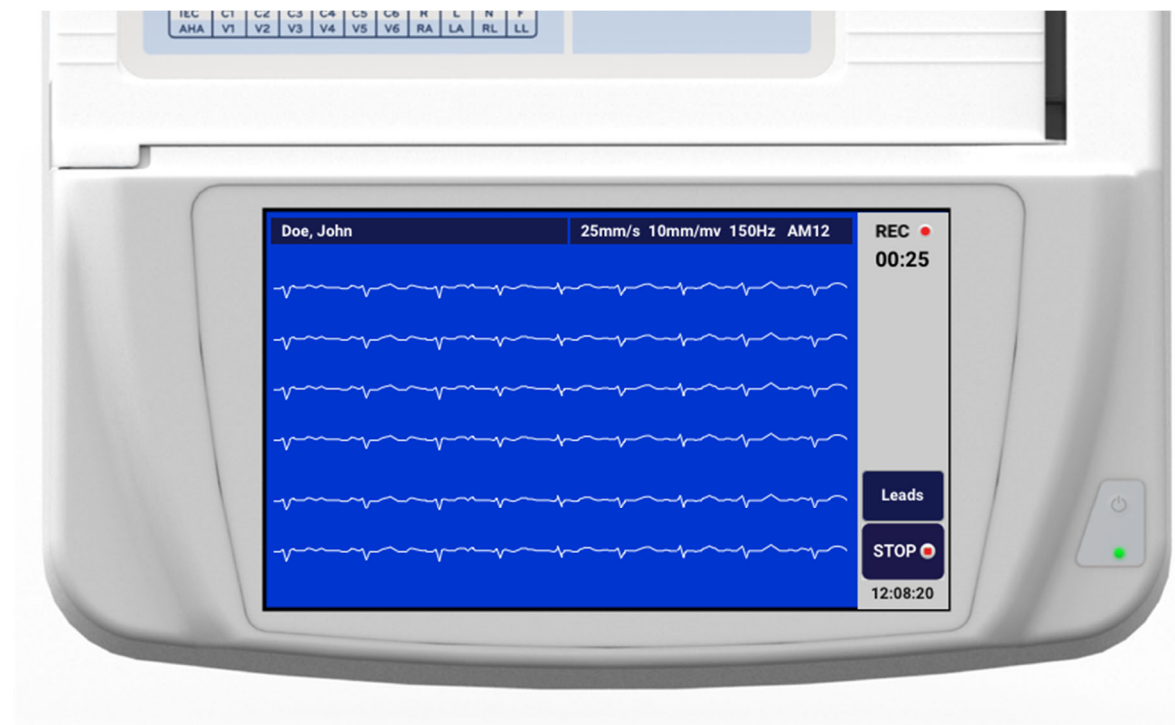 IEC C1 C2 C3 C4 C5 C6 R L N F
AHA V1 V2 V3 V4 V5 V6 RA LA RL LL
Doe, John
25mm/s 10mm/mv 150Hz AM12
REC
00:25
Leads
STOP
12:08:20